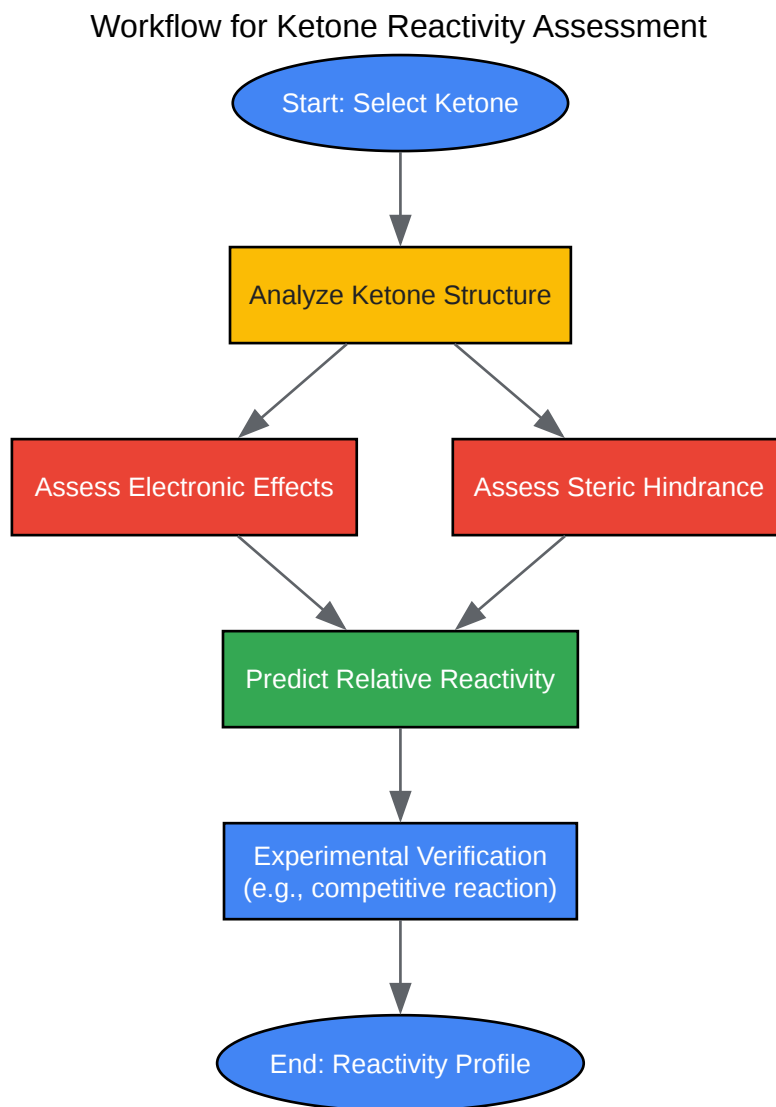 Workflow for Ketone Reactivity Assessment
Start: Select Ketone
Analyze Ketone Structure
Assess Electronic Effects
Assess Steric Hindrance
Predict Relative Reactivity
Experimental Verification
(e.g., competitive reaction)
End: Reactivity Profile